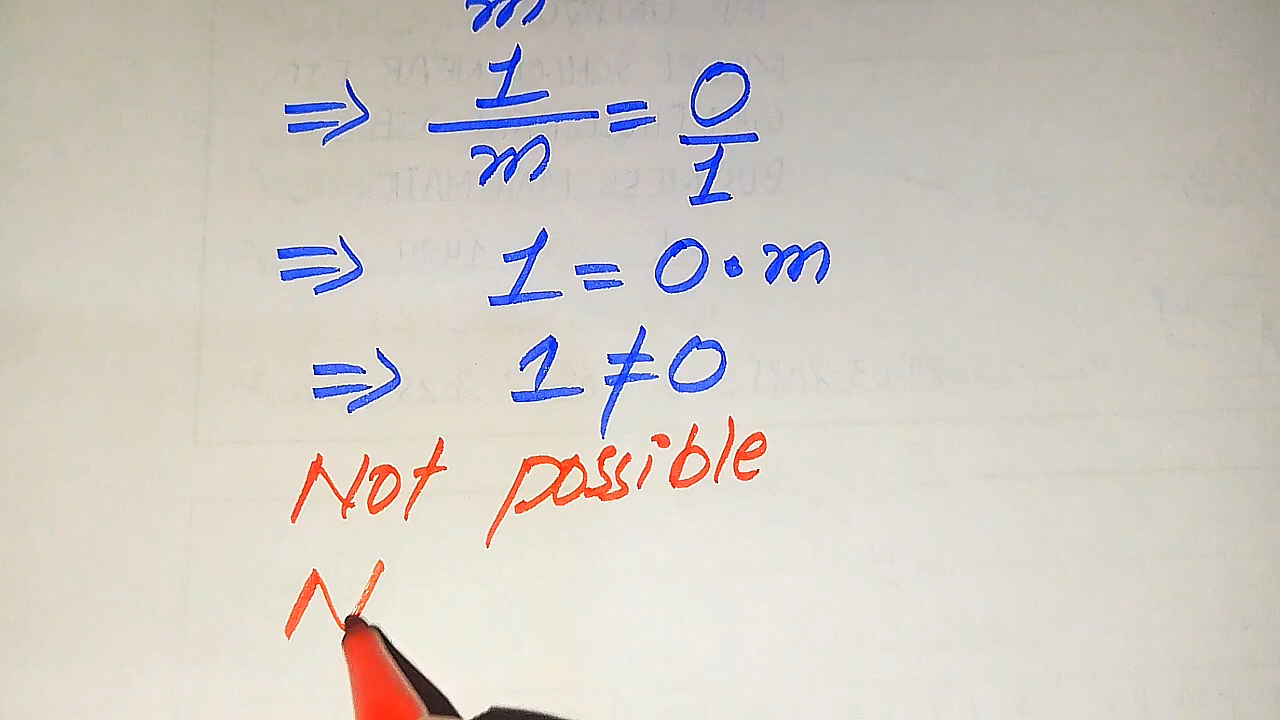 m
⇒ 1/m = 0/1
⇒ 1 = 0·m
⇒ 1 ≠ 0
Not possible
N